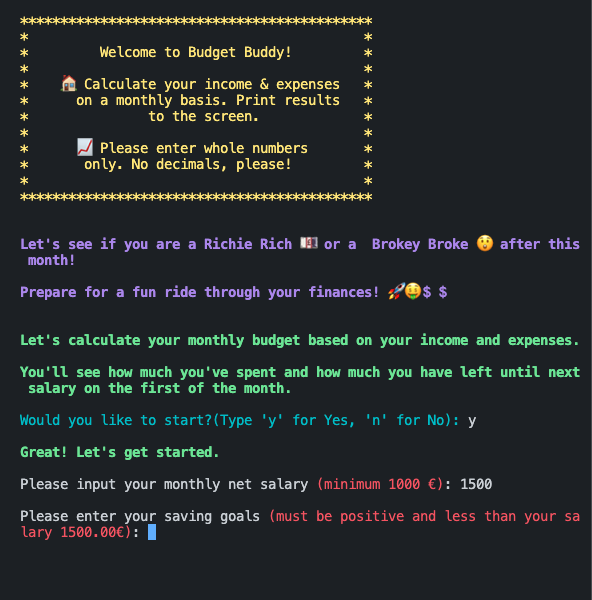 ********************************************
* *
* Welcome to Budget Buddy! *
* *
* 🏠 Calculate your income & expenses *
* on a monthly basis. Print results *
* to the screen. *
* *
* 📈 Please enter whole numbers *
* only. No decimals, please! *
* *
********************************************
Let's see if you are a Richie Rich 💵 or a  Brokey Broke 😲 after this
month!
Prepare for a fun ride through your finances! 🚀🤑$ $
Let's calculate your monthly budget based on your income and expenses.
You'll see how much you've spent and how much you have left until next
salary on the first of the month.
Would you like to start?(Type 'y' for Yes, 'n' for No): y
Great! Let's get started.
Please input your monthly net salary (minimum 1000 €): 1500
Please enter your saving goals (must be positive and less than your sa
lary 1500.00€):